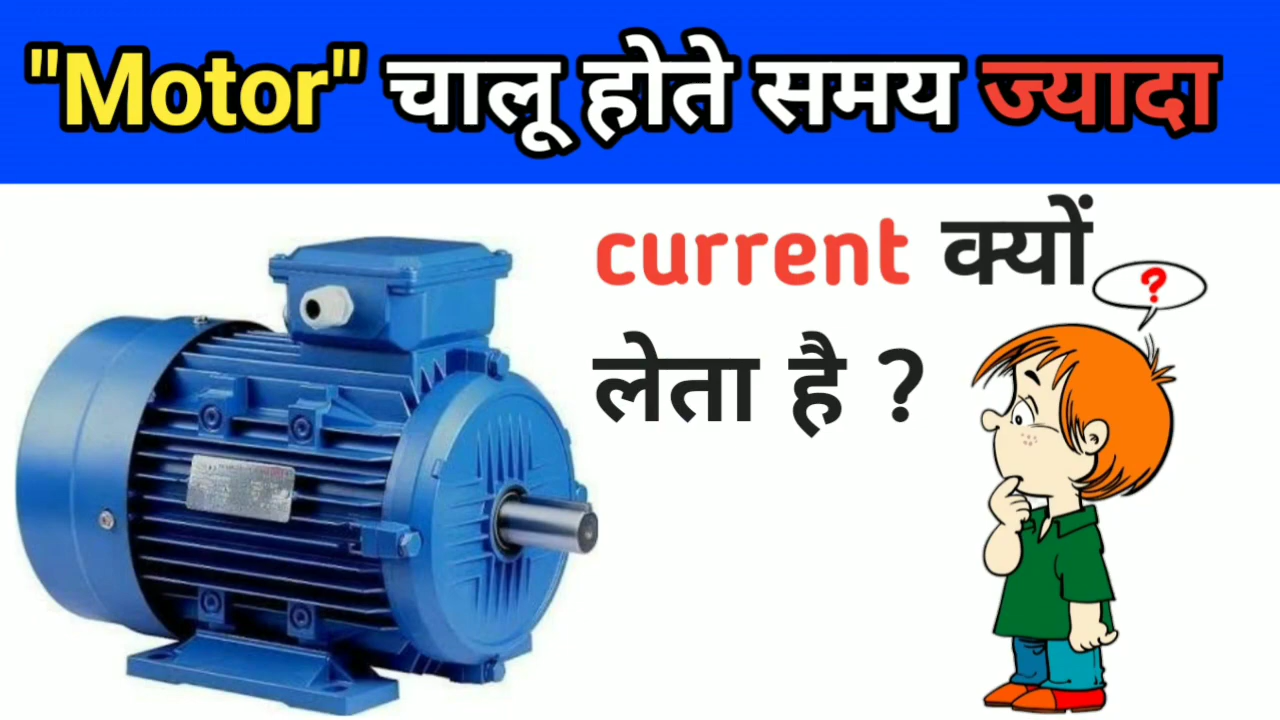 "Motor" चालू होते समय ज्यादा
current क्यों
?
लेता है ?